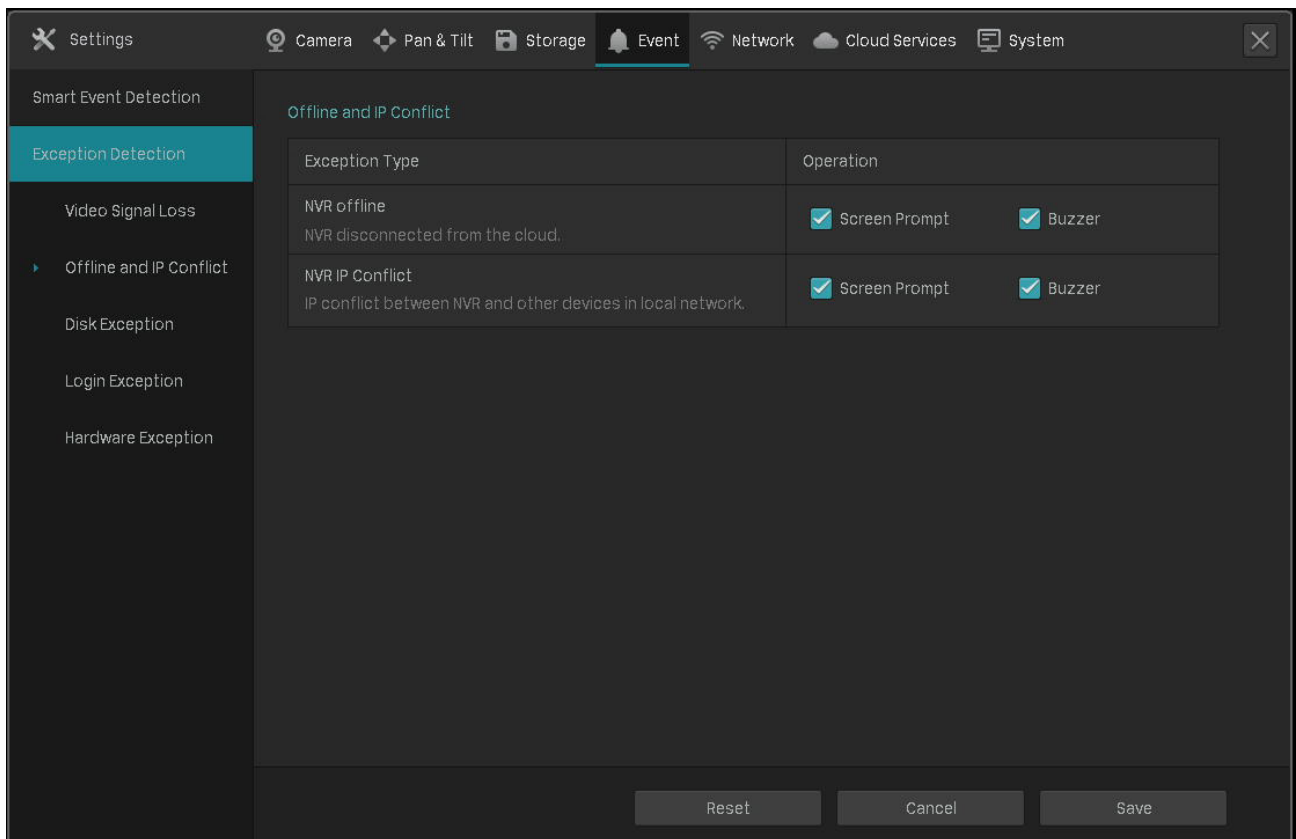 Settings
Camera Pan & Tilt Storage Event Network Cloud Services System
Smart Event Detection
Exception Detection
Video Signal Loss
Offline and IP Conflict
Disk Exception
Login Exception
Hardware Exception
Offline and IP Conflict
Exception Type Operation
NVR offline
NVR disconnected from the cloud.
Screen Prompt Buzzer
NVR IP Conflict
IP conflict between NVR and other devices in local network.
Screen Prompt Buzzer
Reset Cancel Save